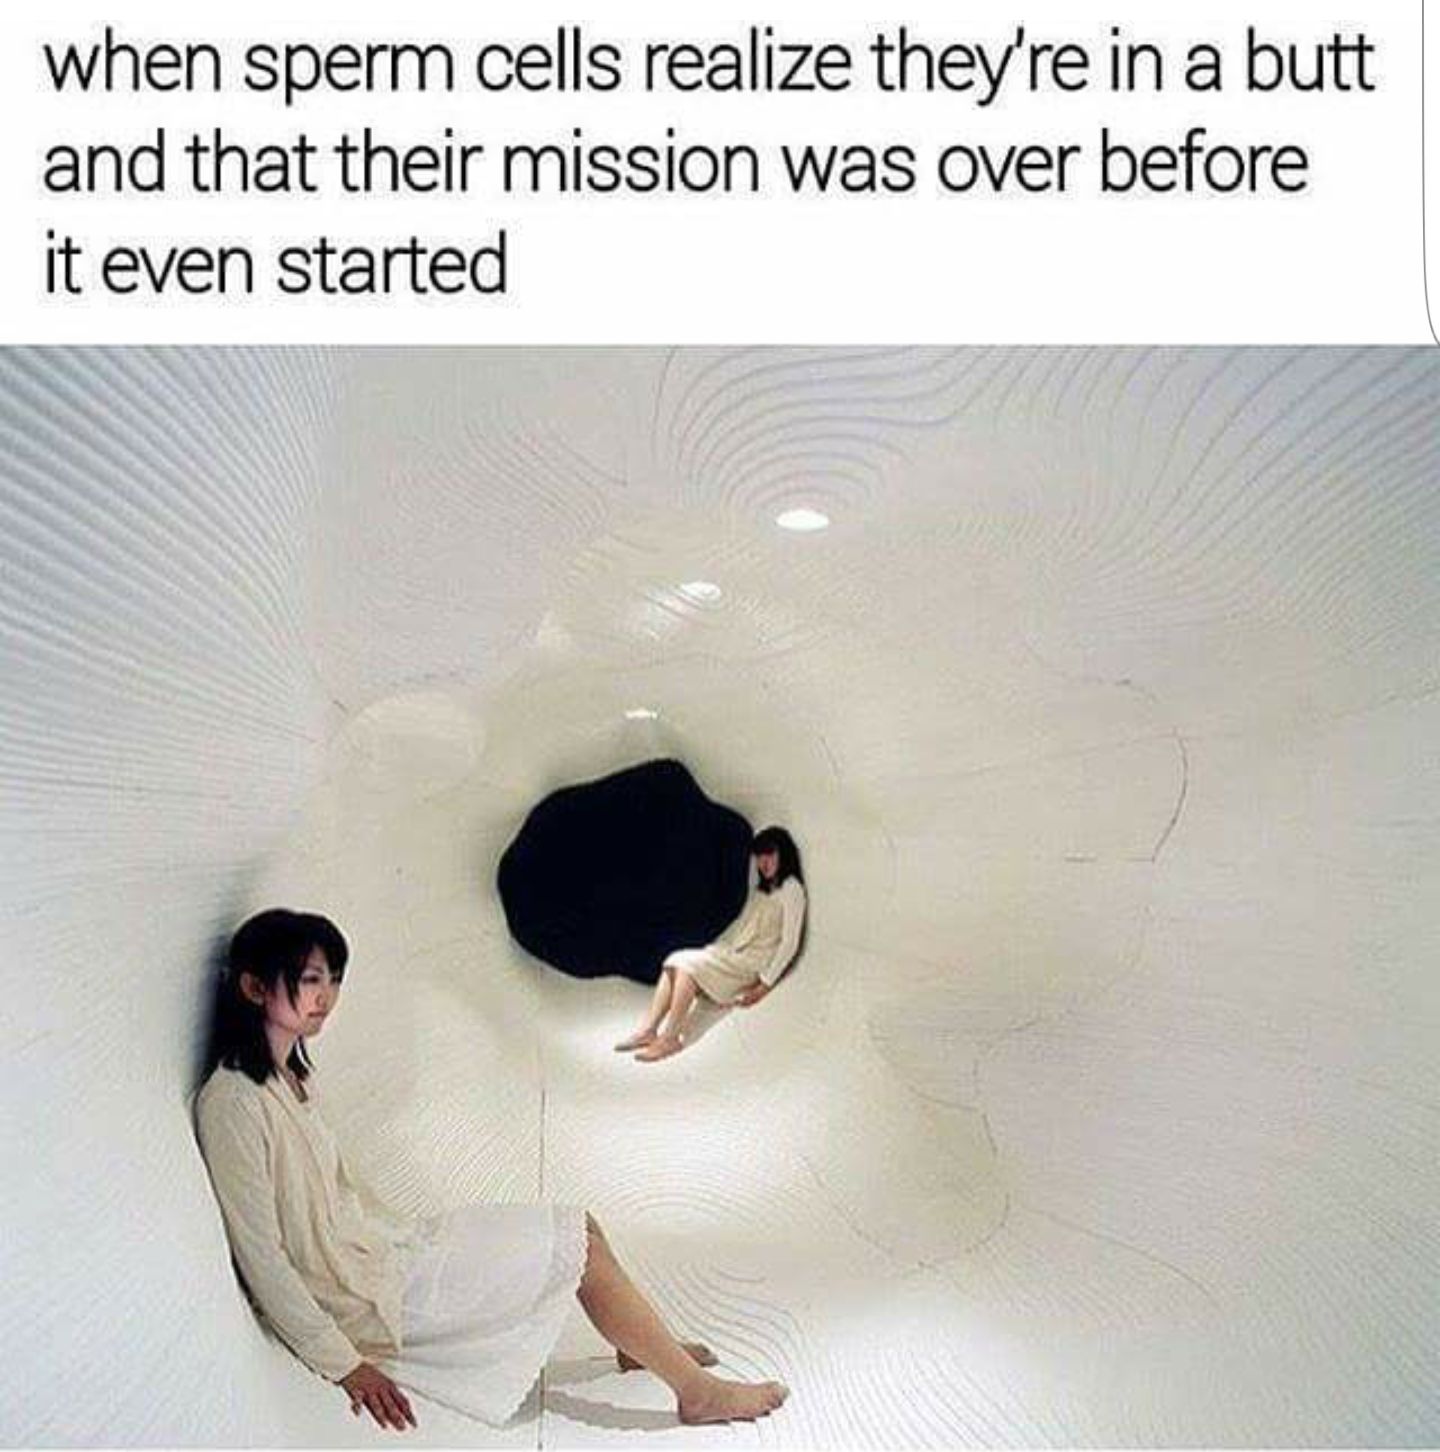 when sperm cells realize they're in a butt
and that their mission was over before
it even started